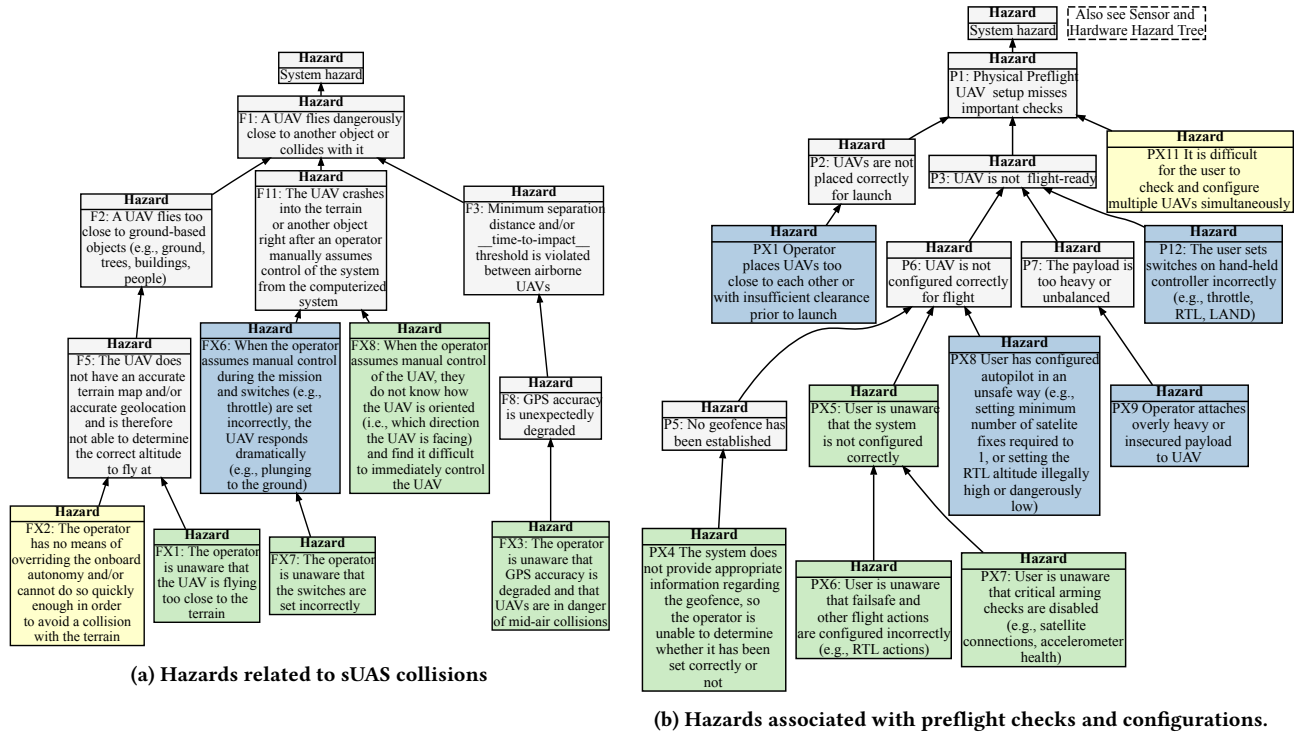 Hazard
System hazard
Hazard
F1: A UAV flies dangerously
close to another object or
collides with it
Hazard
F2: A UAV flies too
close to ground-based
objects (e.g., ground,
trees, buildings,
people)
Hazard
F11: The UAV crashes
into the terrain
or another object
right after an operator
manually assumes
control of the system
from the computerized
system
Hazard
F3: Minimum separation
distance and/or
__time-to-impact__
threshold is violated
between airborne
UAVs
Hazard
F5: The UAV does
not have an accurate
terrain map and/or
accurate geolocation
and is therefore
not able to determine
the correct altitude
to fly at
Hazard
FX6: When the operator
assumes manual control
during the mission
and switches (e.g.,
throttle) are set
incorrectly, the
UAV responds
dramatically
(e.g., plunging
to the ground)
Hazard
FX8: When the operator
assumes manual control
of the UAV, they
do not know how
the UAV is oriented
(i.e., which direction
the UAV is facing)
and find it difficult
to immediately control
the UAV
Hazard
F8: GPS accuracy
is unexpectedly
degraded
Hazard
FX2: The operator
has no means of
overriding the onboard
autonomy and/or
cannot do so quickly
enough in order
to avoid a collision
with the terrain
Hazard
FX1: The operator
is unaware that
the UAV is flying
too close to the
terrain
Hazard
FX7: The operator
is unaware that
the switches are
set incorrectly
Hazard
FX3: The operator
is unaware that
GPS accuracy is
degraded and that
UAVs are in danger
of mid-air collisions
(a) Hazards related to sUAS collisions
Hazard
System hazard
Also see Sensor and
Hardware Hazard Tree
Hazard
P1: Physical Preflight
UAV setup misses
important checks
Hazard
P2: UAVs are not
placed correctly
for launch
Hazard
P3: UAV is not flight-ready
Hazard
PX11 It is difficult
for the user to
check and configure
multiple UAVs simultaneously
Hazard
PX1 Operator
places UAVs too
close to each other or
with insufficient clearance
prior to launch
Hazard
P6: UAV is not
configured correctly
for flight
Hazard
P7: The payload is
too heavy or
unbalanced
Hazard
P12: The user sets
switches on hand-held
controller incorrectly
(e.g., throttle,
RTL, LAND)
Hazard
P5: No geofence has
been established
Hazard
PX5: User is unaware
that the system
is not configured
correctly
Hazard
PX8 User has configured
autopilot in an
unsafe way (e.g.,
setting minimum
number of satelite
fixes required to
1, or setting the
RTL altitude illegally
high or dangerously
low)
Hazard
PX9 Operator attaches
overly heavy or
insecured payload
to UAV
Hazard
PX4 The system does
not provide appropriate
information regarding
the geofence, so
the operator is
unable to determine
whether it has been
set correctly or
not
Hazard
PX6: User is unaware
that failsafe and
other flight actions
are configured incorrectly
(e.g., RTL actions)
Hazard
PX7: User is unaware
that critical arming
checks are disabled
(e.g., satellite
connections, accelerometer
health)
(b) Hazards associated with preflight checks and configurations.